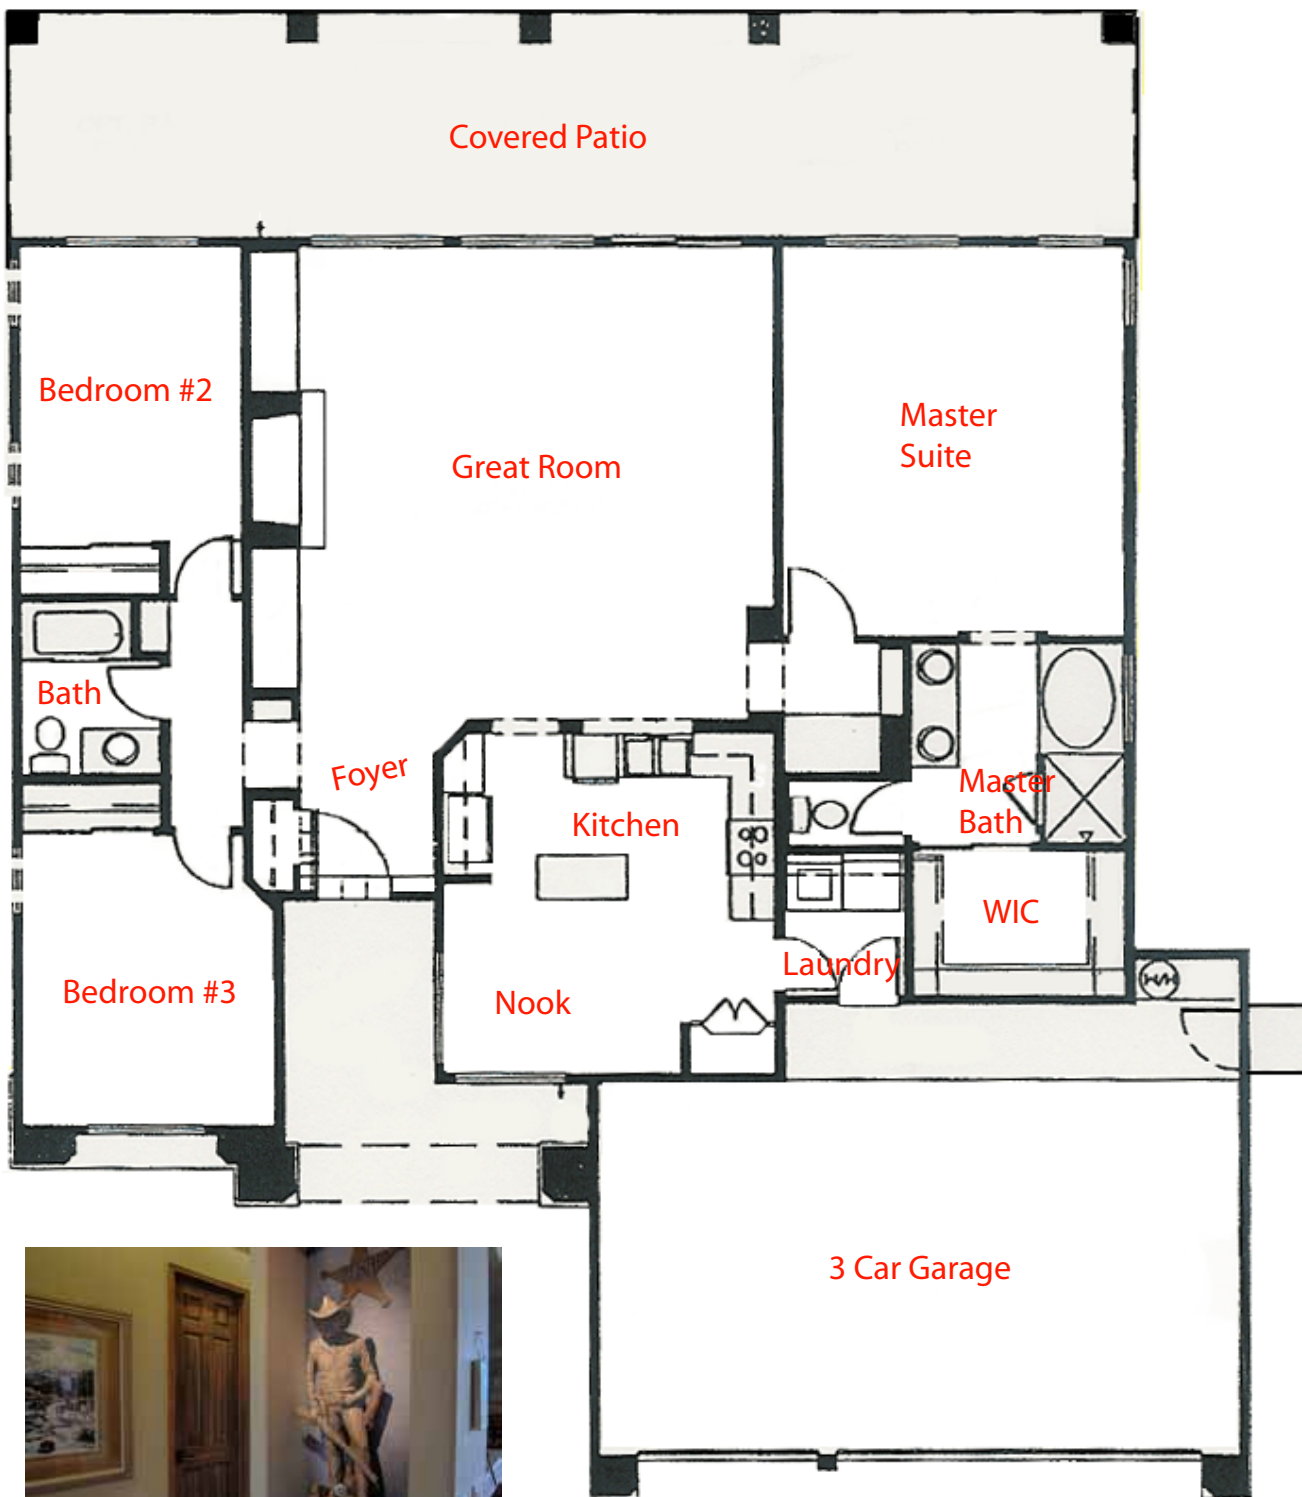 Covered Patio
Bedroom #2
Master
Suite
Great Room
Bath
Foyer
Master
Bath
Kitchen
WIC
Laundry
Bedroom #3
Nook
3 Car Garage